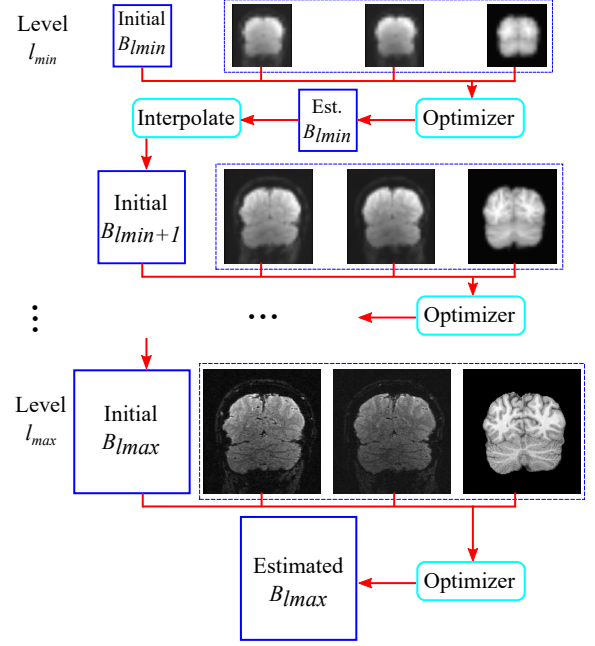 Level
l_min
Initial
B_lmin
Interpolate
Est.
B_lmin
Optimizer
Initial
B_lmin+1
⋮
...
Optimizer
Level
l_max
Initial
B_lmax
Estimated
B_lmax
Optimizer